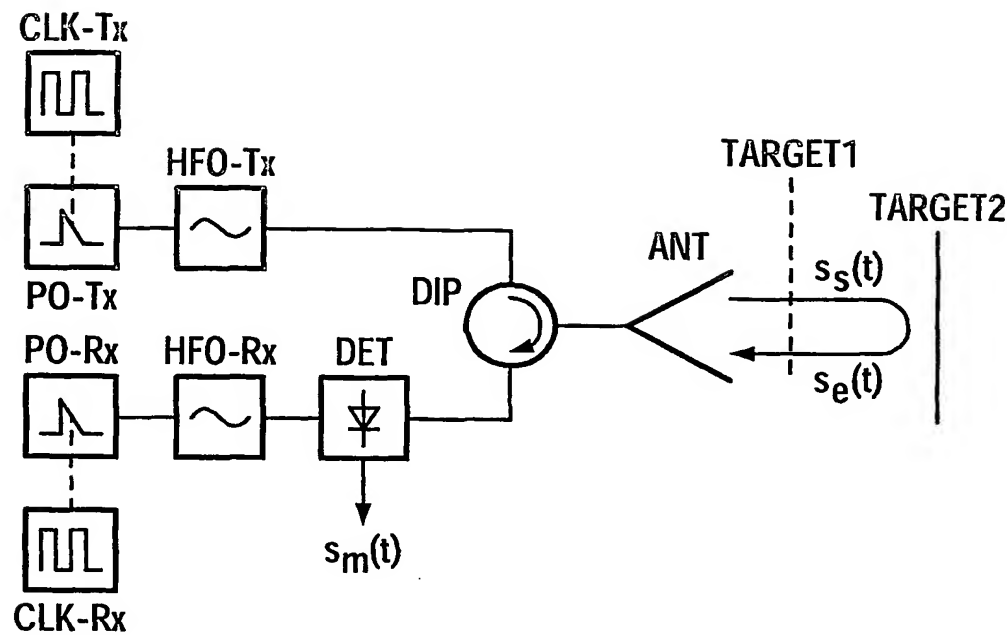 CLK-Tx
HFO-Tx
PO-Tx
PO-Rx
HFO-Rx
DET
sm(t)
CLK-Rx
DIP
ANT
TARGET1
TARGET2
ss(t)
se(t)